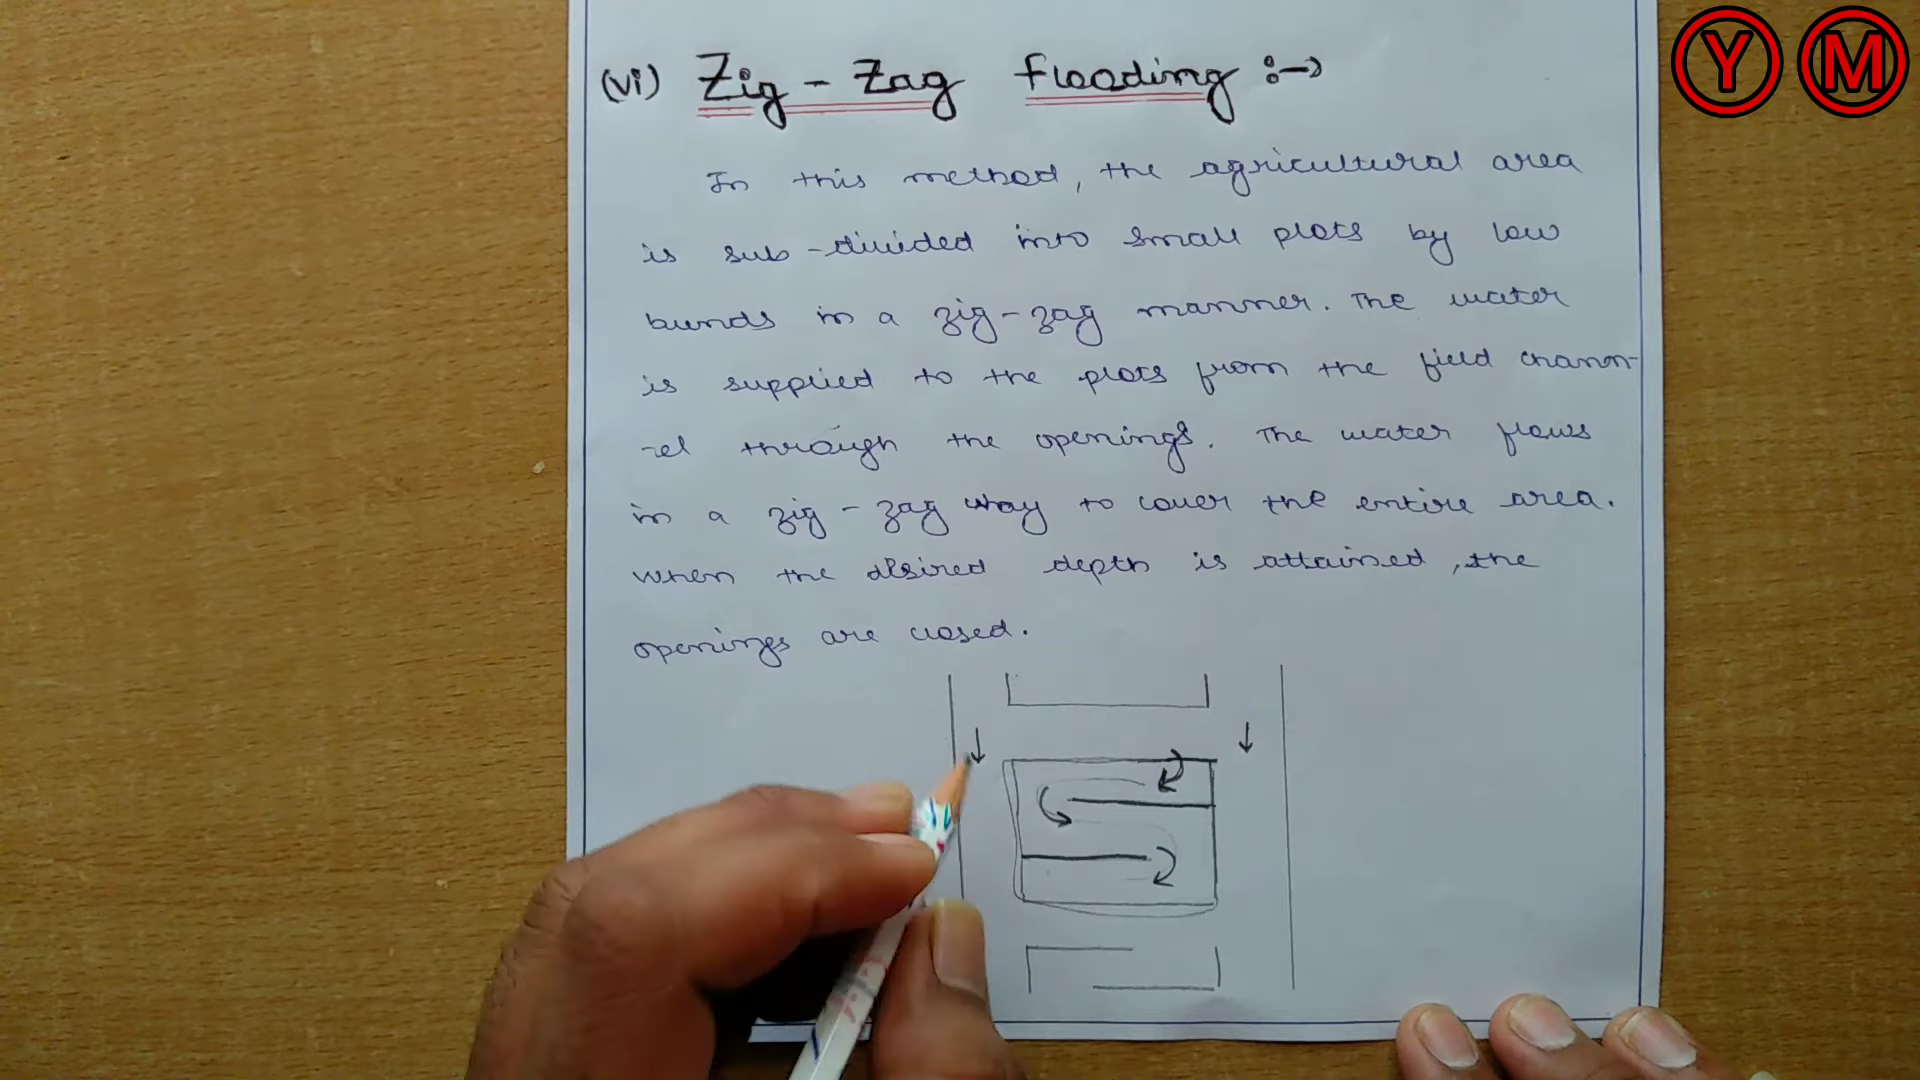 (vi) Zig - Zag Flooding :->
In this method, the agricultural area
is sub-divided into small plots by low
bunds in a zig-zag manner. The water
is supplied to the plots from the field chann-
-el through the openings. The water flows
in a zig-zag way to cover the entire area.
When the desired depth is attained, the
openings are closed.
Y M